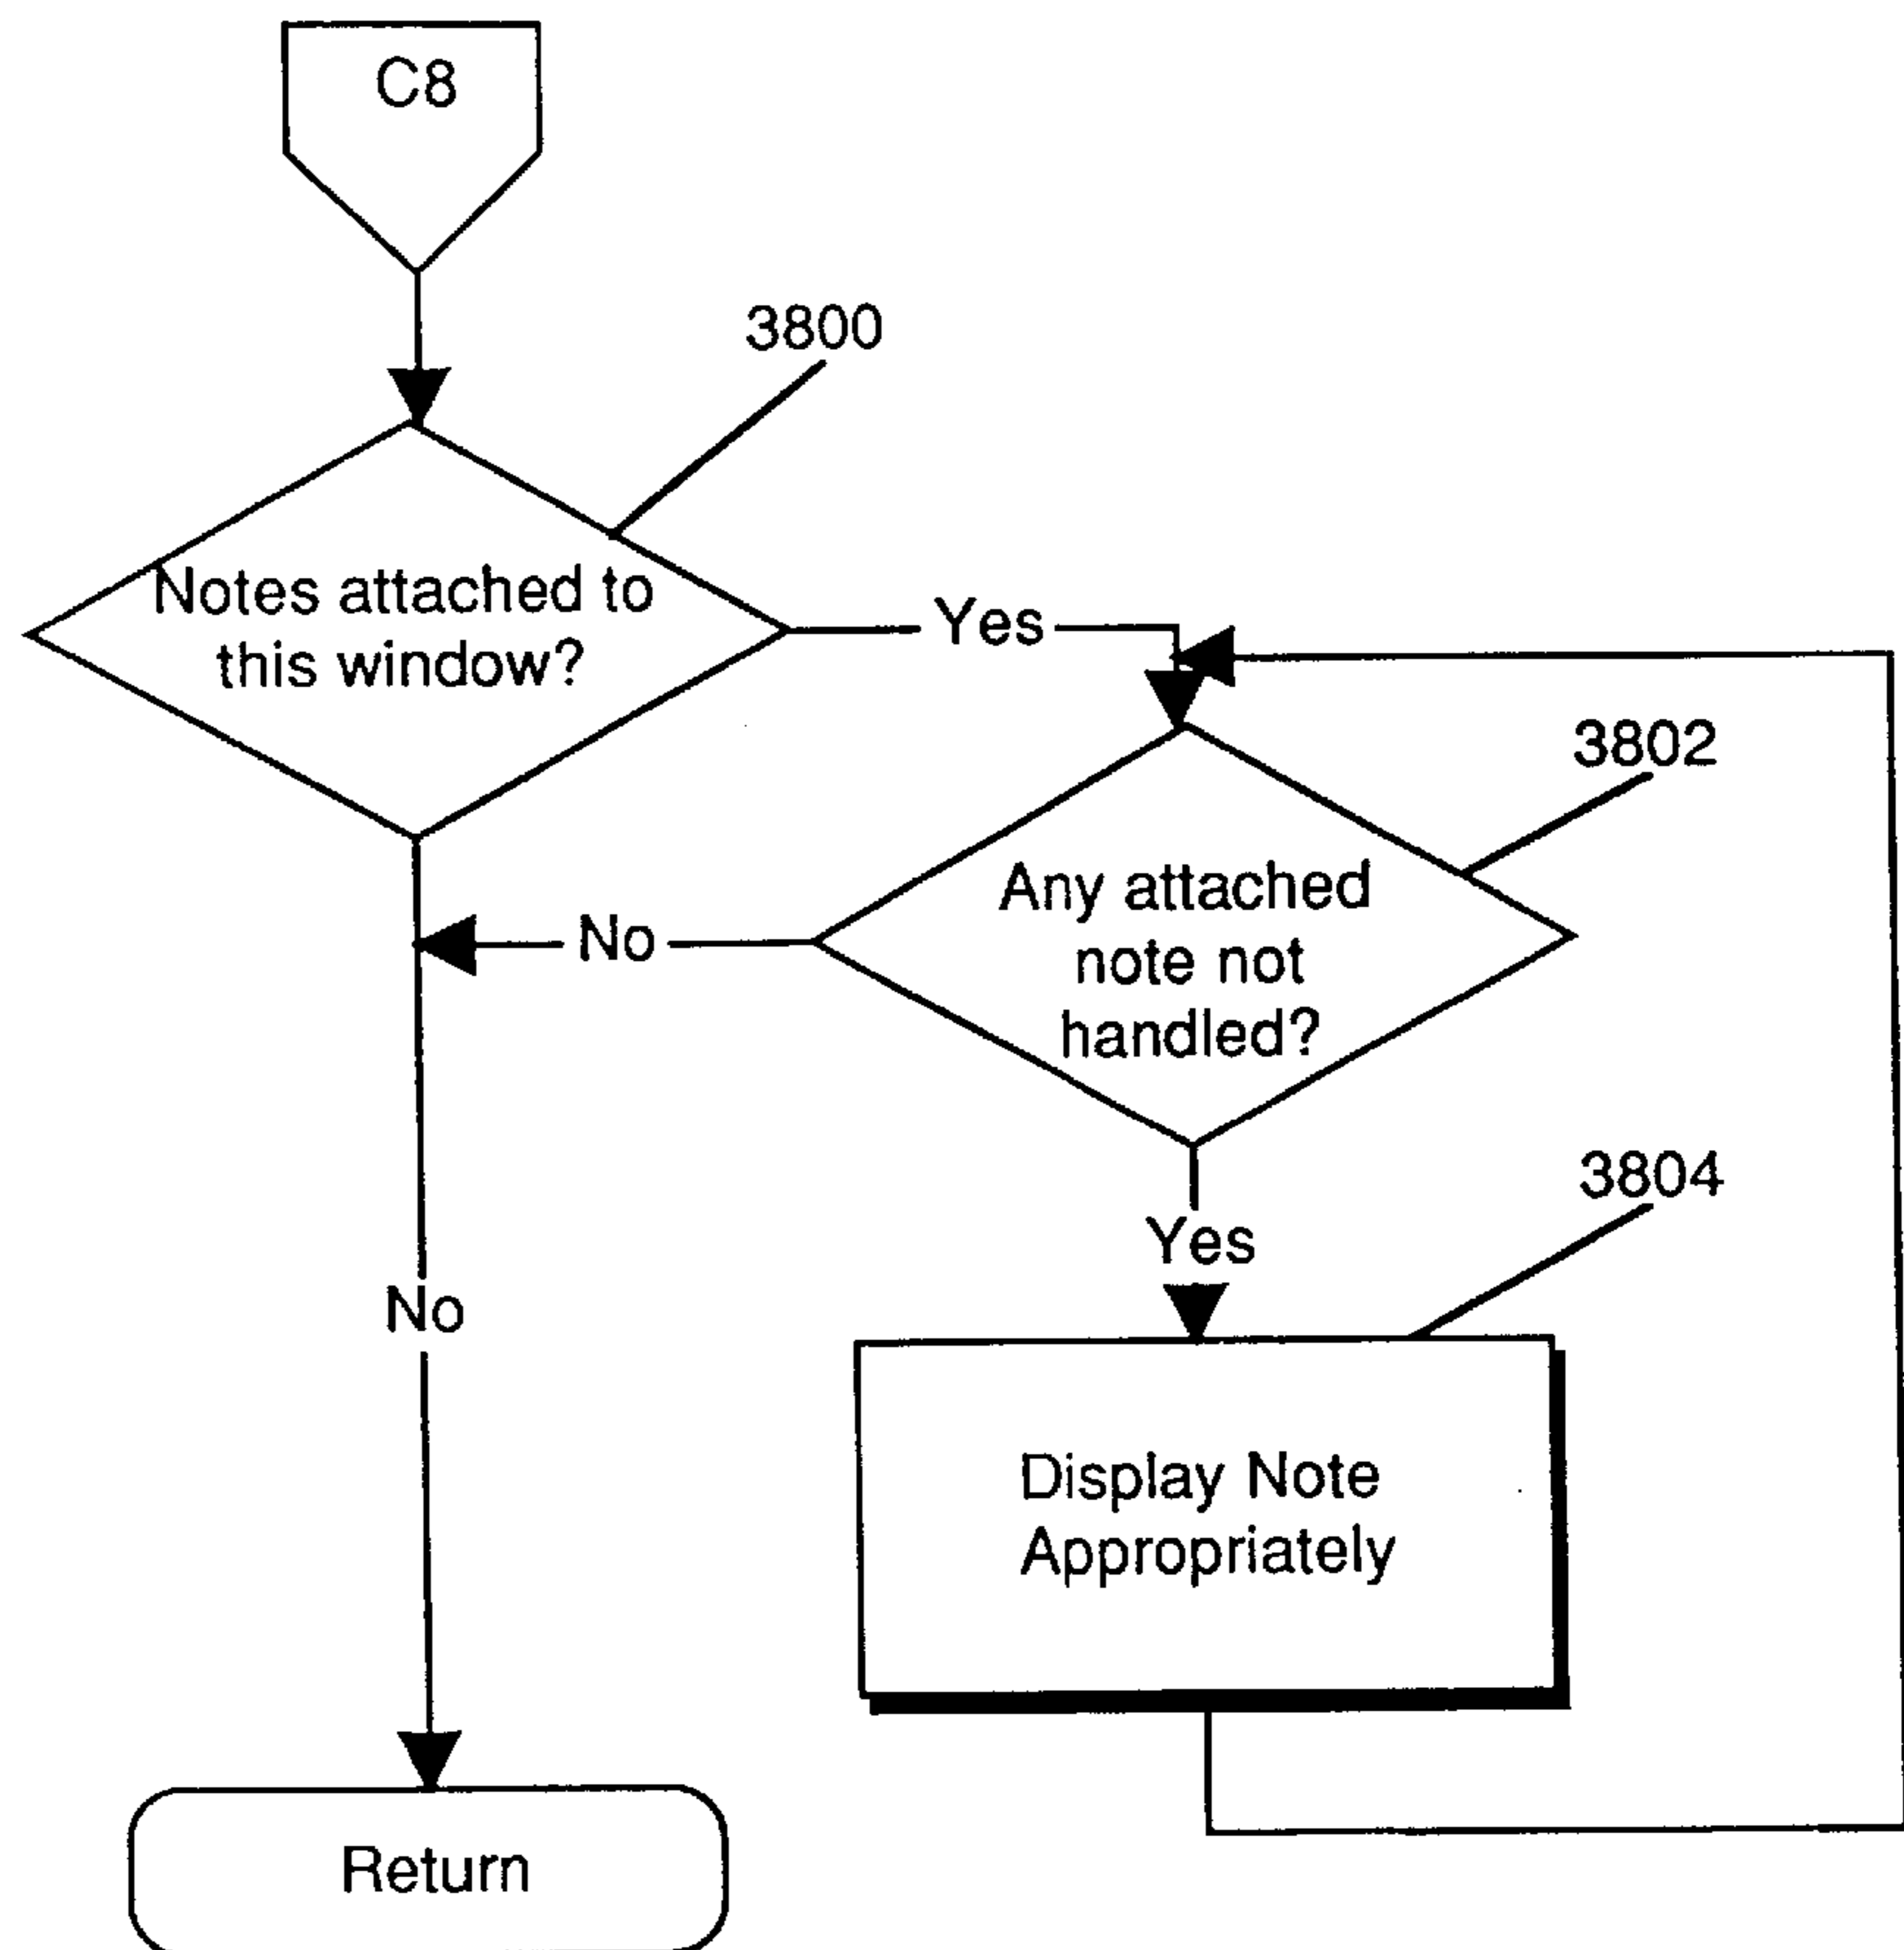 C8
3800
Notes attached to
this window?
Yes
3802
Any attached
note not
handled?
No
3804
Yes
No
Display Note
Appropriately
Return